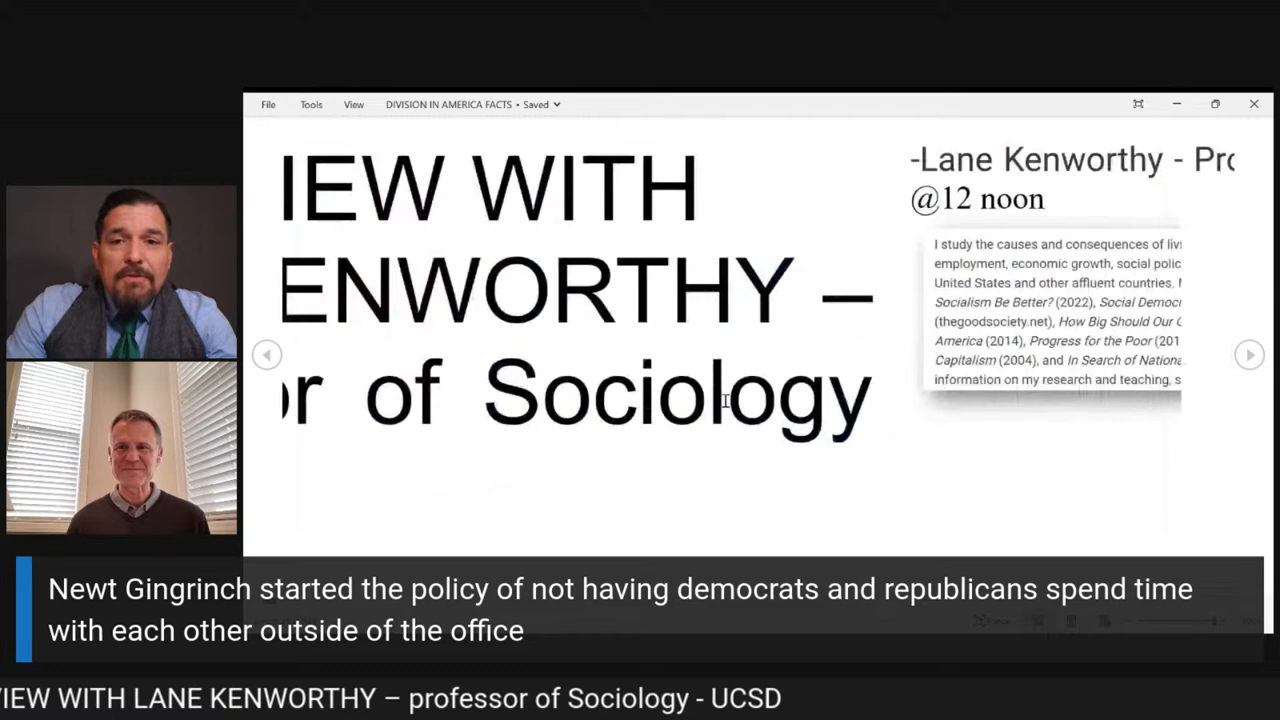 File Tools View DIVISION IN AMERICA FACTS • Saved
IEW WITH
ENWORTHY –
r of Sociology
-Lane Kenworthy - Pro
@12 noon
I study the causes and consequences of livi
employment, economic growth, social polic
United States and other affluent countries.
Socialism Be Better? (2022), Social Democr
(thegoodsociety.net), How Big Should Our
America (2014), Progress for the Poor (201
Capitalism (2004), and In Search of Nationa
information on my research and teaching, s
Newt Gingrinch started the policy of not having democrats and republicans spend time
with each other outside of the office
VIEW WITH LANE KENWORTHY – professor of Sociology - UCSD